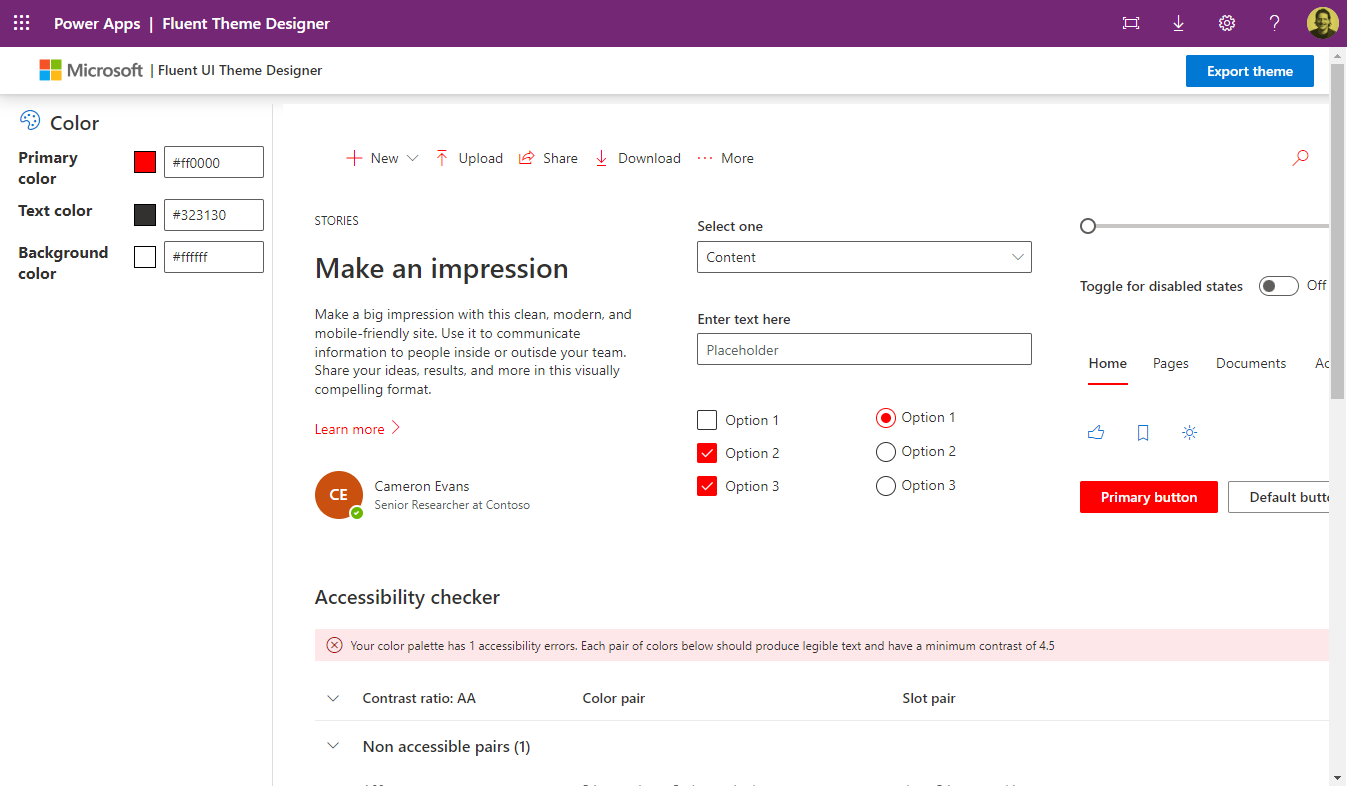 Power Apps | Fluent Theme Designer
Microsoft | Fluent UI Theme Designer
Export theme
Color
Primary
color
#ff0000
Text color
#323130
Background
color
#ffffff
New
Upload
Share
Download
More
STORIES
Make an impression
Make a big impression with this clean, modern, and
mobile-friendly site. Use it to communicate
information to people inside or outisde your team.
Share your ideas, results, and more in this visually
compelling format.
Learn more
CE
Cameron Evans
Senior Researcher at Contoso
Select one
Content
Enter text here
Placeholder
Option 1
Option 2
Option 3
Option 1
Option 2
Option 3
Toggle for disabled states
Off
Home
Pages
Documents
Ac
Primary button
Default butto
Accessibility checker
Your color palette has 1 accessibility errors. Each pair of colors below should produce legible text and have a minimum contrast of 4.5
Contrast ratio: AA
Color pair
Slot pair
Non accessible pairs (1)